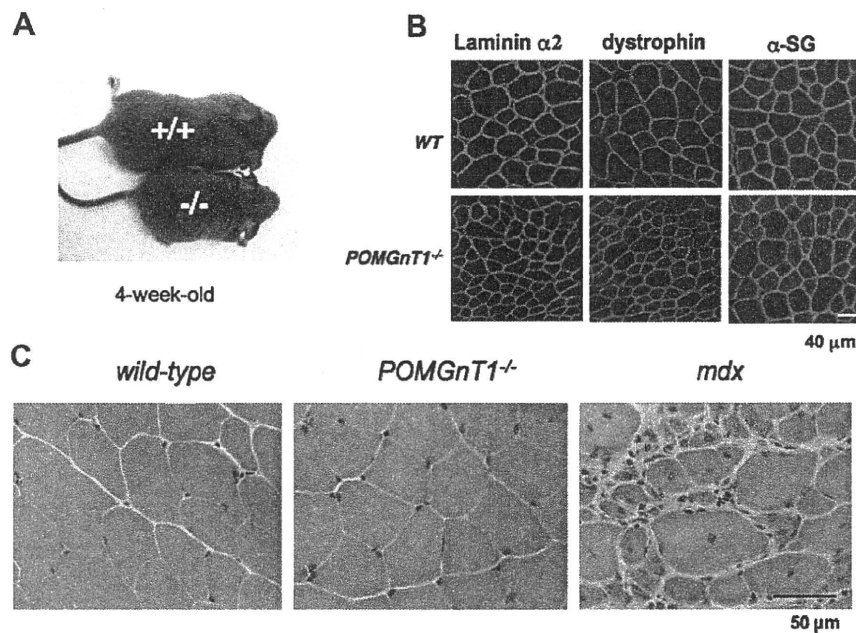 A
+/+
-/-
4-week-old
B
Laminin α2 dystrophin α-SG
WT
POMGnT1-/-
40 μm
C
wild-type POMGnT1-/- mdx
50 μm